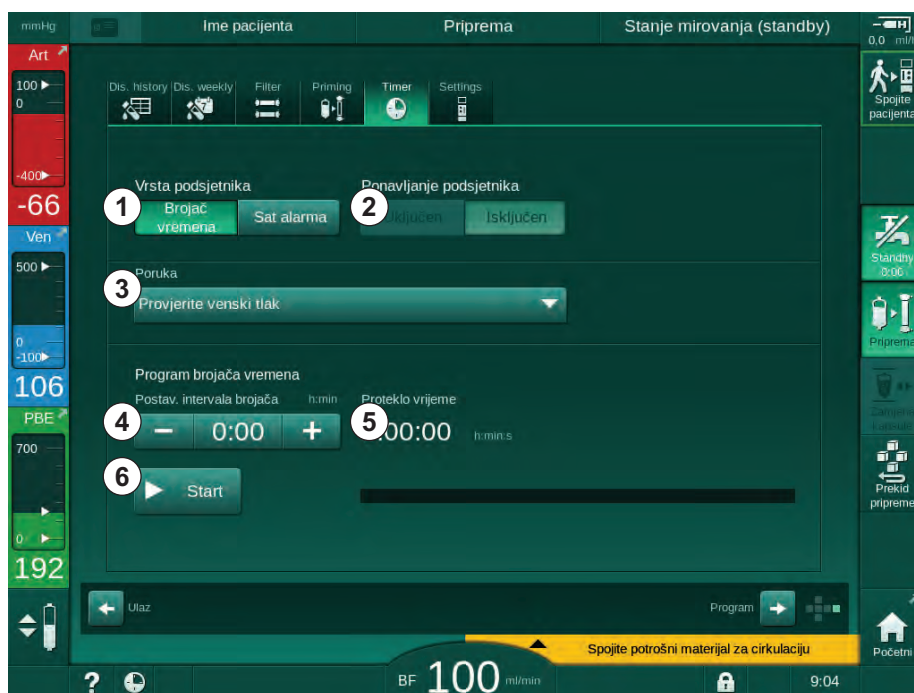 mmHg
Ime pacijenta
Priprema
Stanje mirovanja (standby)
0,0 ml/
Art
100
0
-400
-66
Ven
500
0
-100
106
PBE
700
0
192
Dis. history
Dis. weekly
Filter
Priming
Timer
Settings
Vrsta podsjetnika
Ponavljanje podsjetnika
1
Brojač
vremena
Sat alarma
2
Isključen
Poruka
3
Provjerite venski tlak
Program brojača vremena
Postav. intervala brojača h:min
Proteklo vrijeme
4
− 0:00 +
5
:00:00 h:min:s
6
Start
Ulaz
Program
Spojite potrošni materijal za cirkulaciju
? BF 100 ml/min 9:04
Spojite
pacijenta
Standby
0:00
Priprema
Prekid
pripreme
Početni